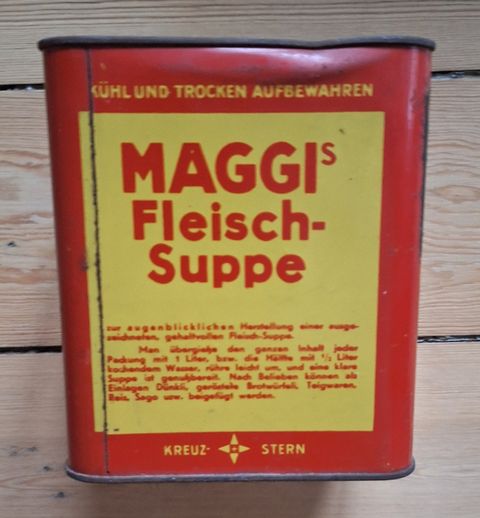 KÜHL UND TROCKEN AUFBEWAHREN
MAGGIs
Fleisch-
Suppe
zur augenblicklichen Herstellung einer ausge-
zeichneten, gehaltvollen Fleisch-Suppe.
Man übergieße den ganzen Inhalt jeder
Packung mit 1 Liter, bzw. die Hälfte mit ½ Liter
kochendem Wasser, rühre leicht um, und eine klare
Suppe ist genußbereit. Nach Belieben können als
Einlagen Dünkli, geröstete Brotwürfeli, Teigwaren,
Reis, Sago usw. beigefügt werden.
KREUZ- STERN